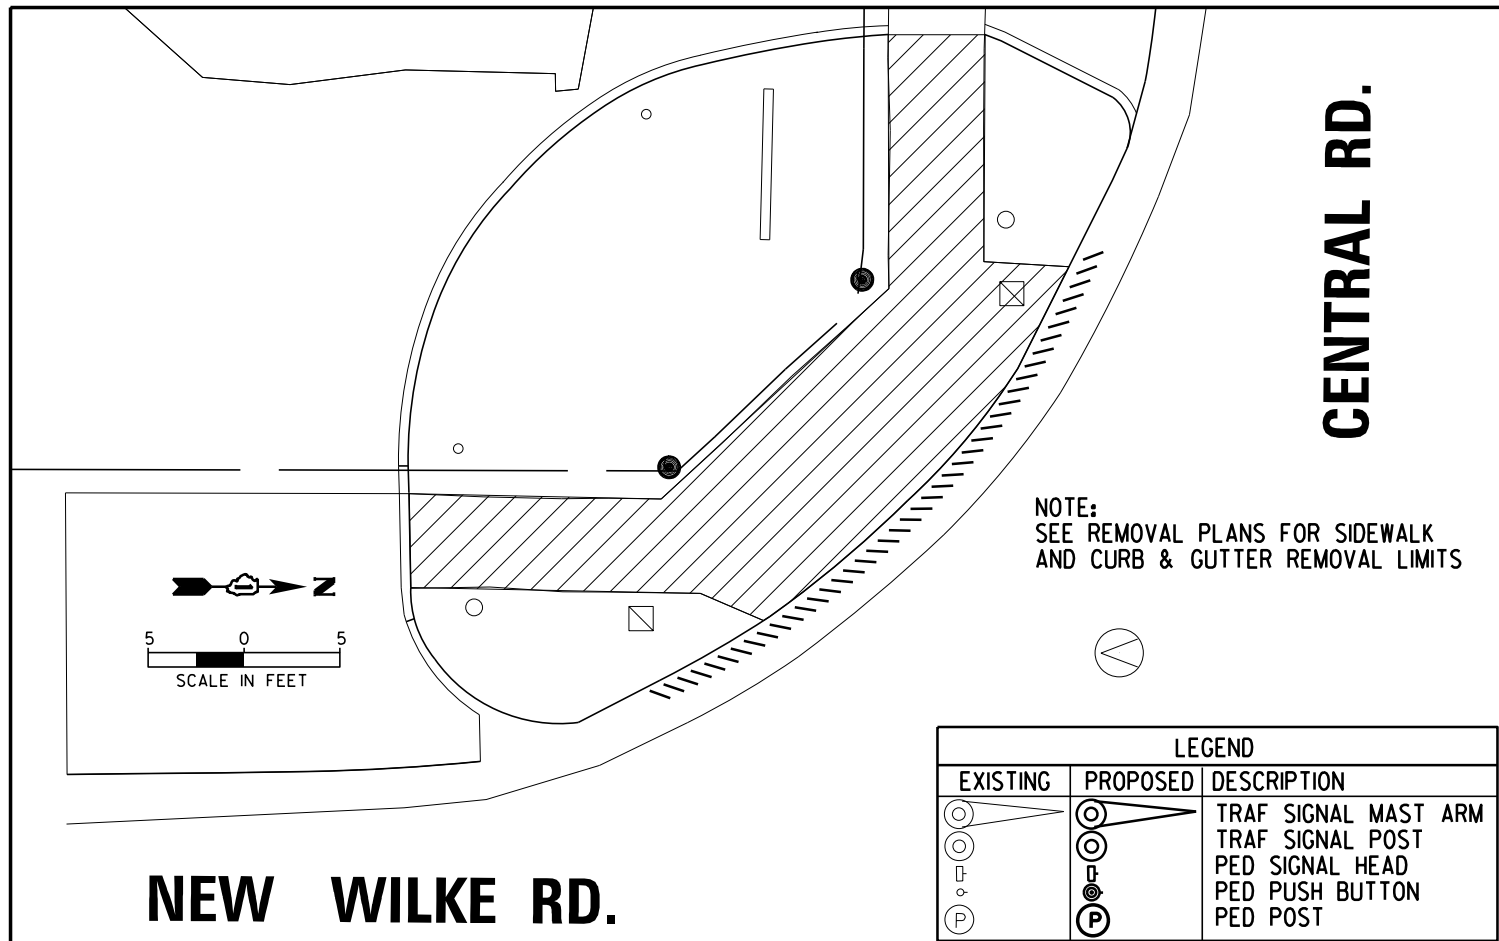 CENTRAL RD.
NOTE:
SEE REMOVAL PLANS FOR SIDEWALK
AND CURB & GUTTER REMOVAL LIMITS
N
5 0 5
SCALE IN FEET
NEW WILKE RD.
LEGEND
EXISTING PROPOSED DESCRIPTION
TRAF SIGNAL MAST ARM
TRAF SIGNAL POST
PED SIGNAL HEAD
PED PUSH BUTTON
P P PED POST